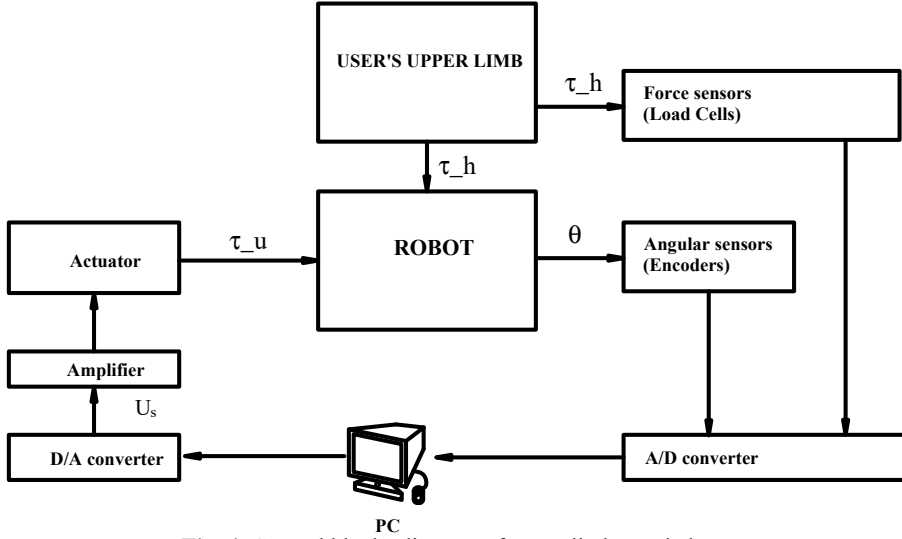 USER'S UPPER LIMB
τ_h
Force sensors
(Load Cells)
τ_h
τ_u
ROBOT
θ
Angular sensors
(Encoders)
Actuator
Amplifier
Uₛ
D/A converter
A/D converter
PC